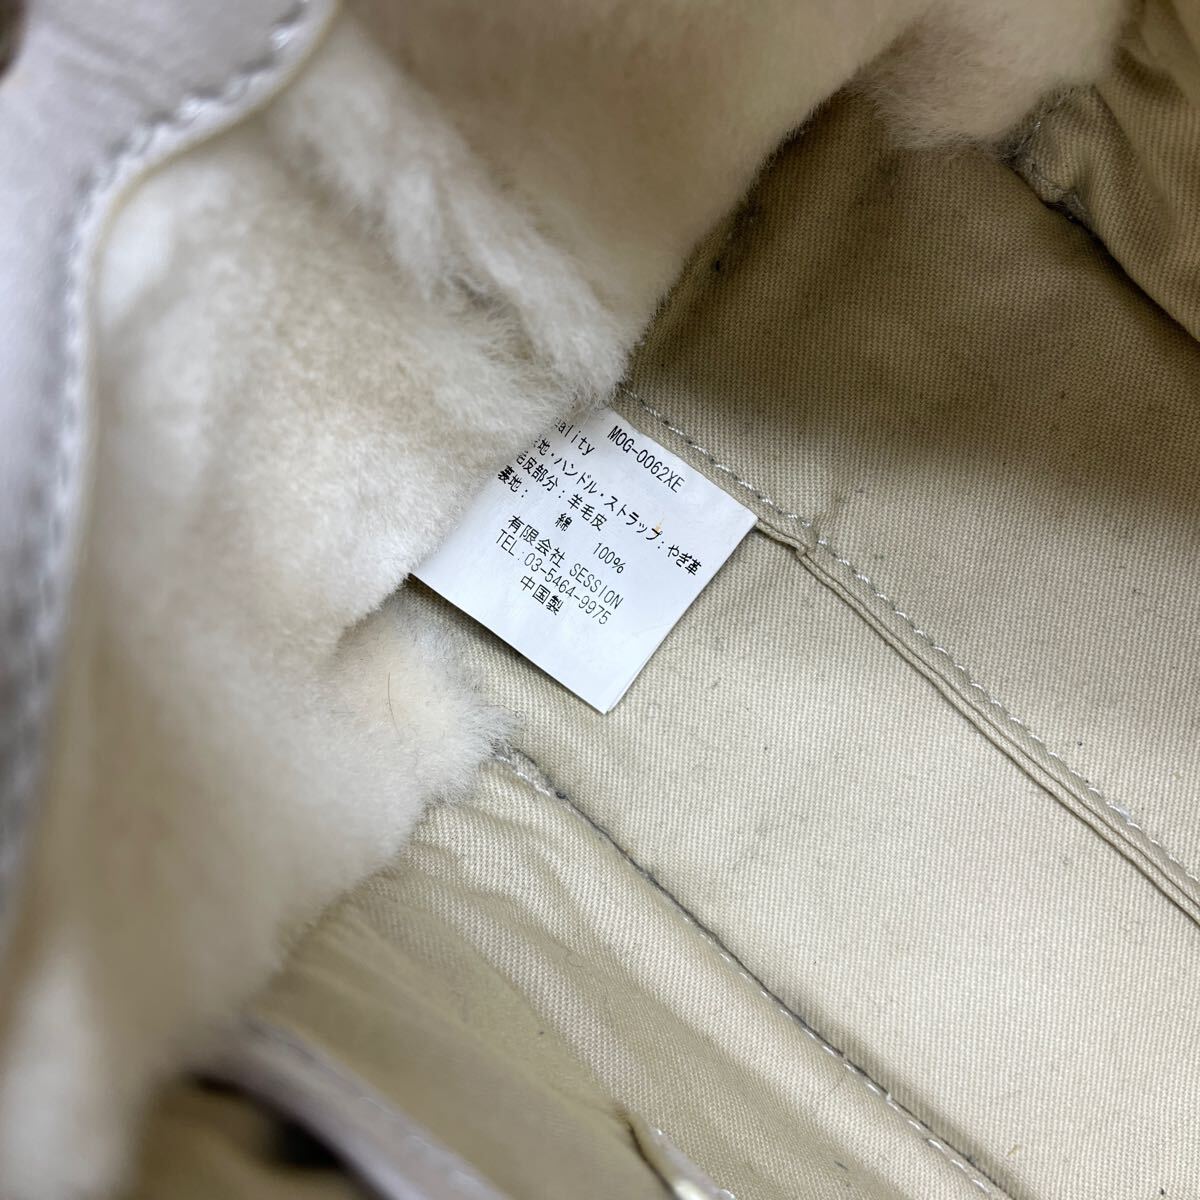 MOG-0062XE
ality
地・ハンドル・ストラップ：やぎ革
毛皮部分：羊毛皮
裏地： 綿 100%
有限会社 SESSION
TEL:03-5464-9975
中国製